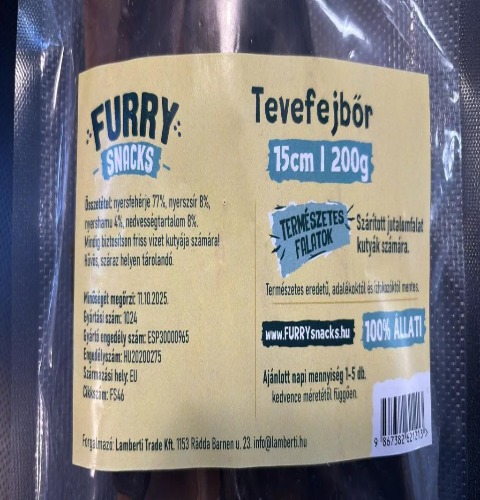 FURRY
SNACKS
Összetétel: nyersfehérje 77%, nyerszsír 8%,
nyershamu 4%, nedvességtartalom 8%.
Mindig biztosítson friss vizet kutyája számára!
Hűvös, száraz helyen tárolandó.
Minőségét megőrzi: 11.10.2025.
Gyártási szám: 1024
Gyártó engedély szám: ESP30000965
Engedélyszám: HU20200275
Származási hely: EU
Cikkszám: FS46
Tevefejbőr
15cm | 200g
TERMÉSZETES
FALATOK
Szárított jutalomfalat
kutyák számára.
Természetes eredetű, adalékoktól és ízfokozóktól mentes.
www.FURRYsnacks.hu
100% ÁLLATI
Ajánlott napi mennyiség 1-5 db.
kedvence méretétől függően.
Forgalmazó: Lamberti Trade Kft. 1153 Rädda Barnen u. 23. info@lamberti.hu